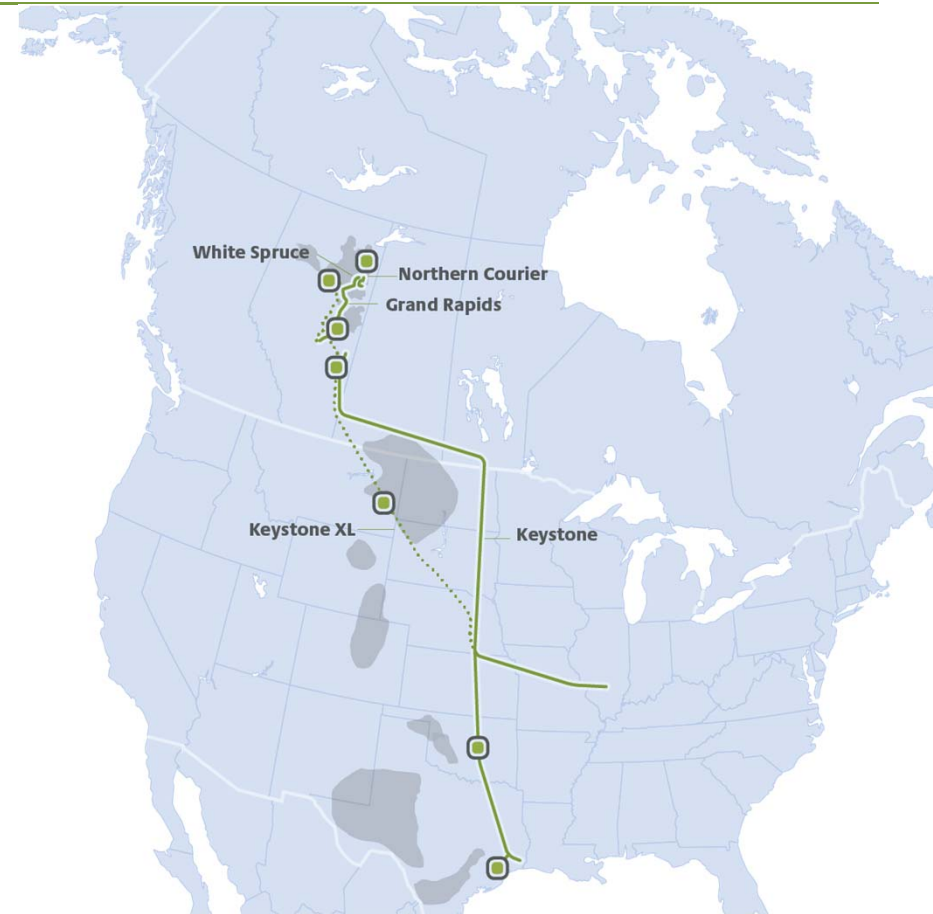 White Spruce
Northern Courier
Grand Rapids
Keystone XL
Keystone